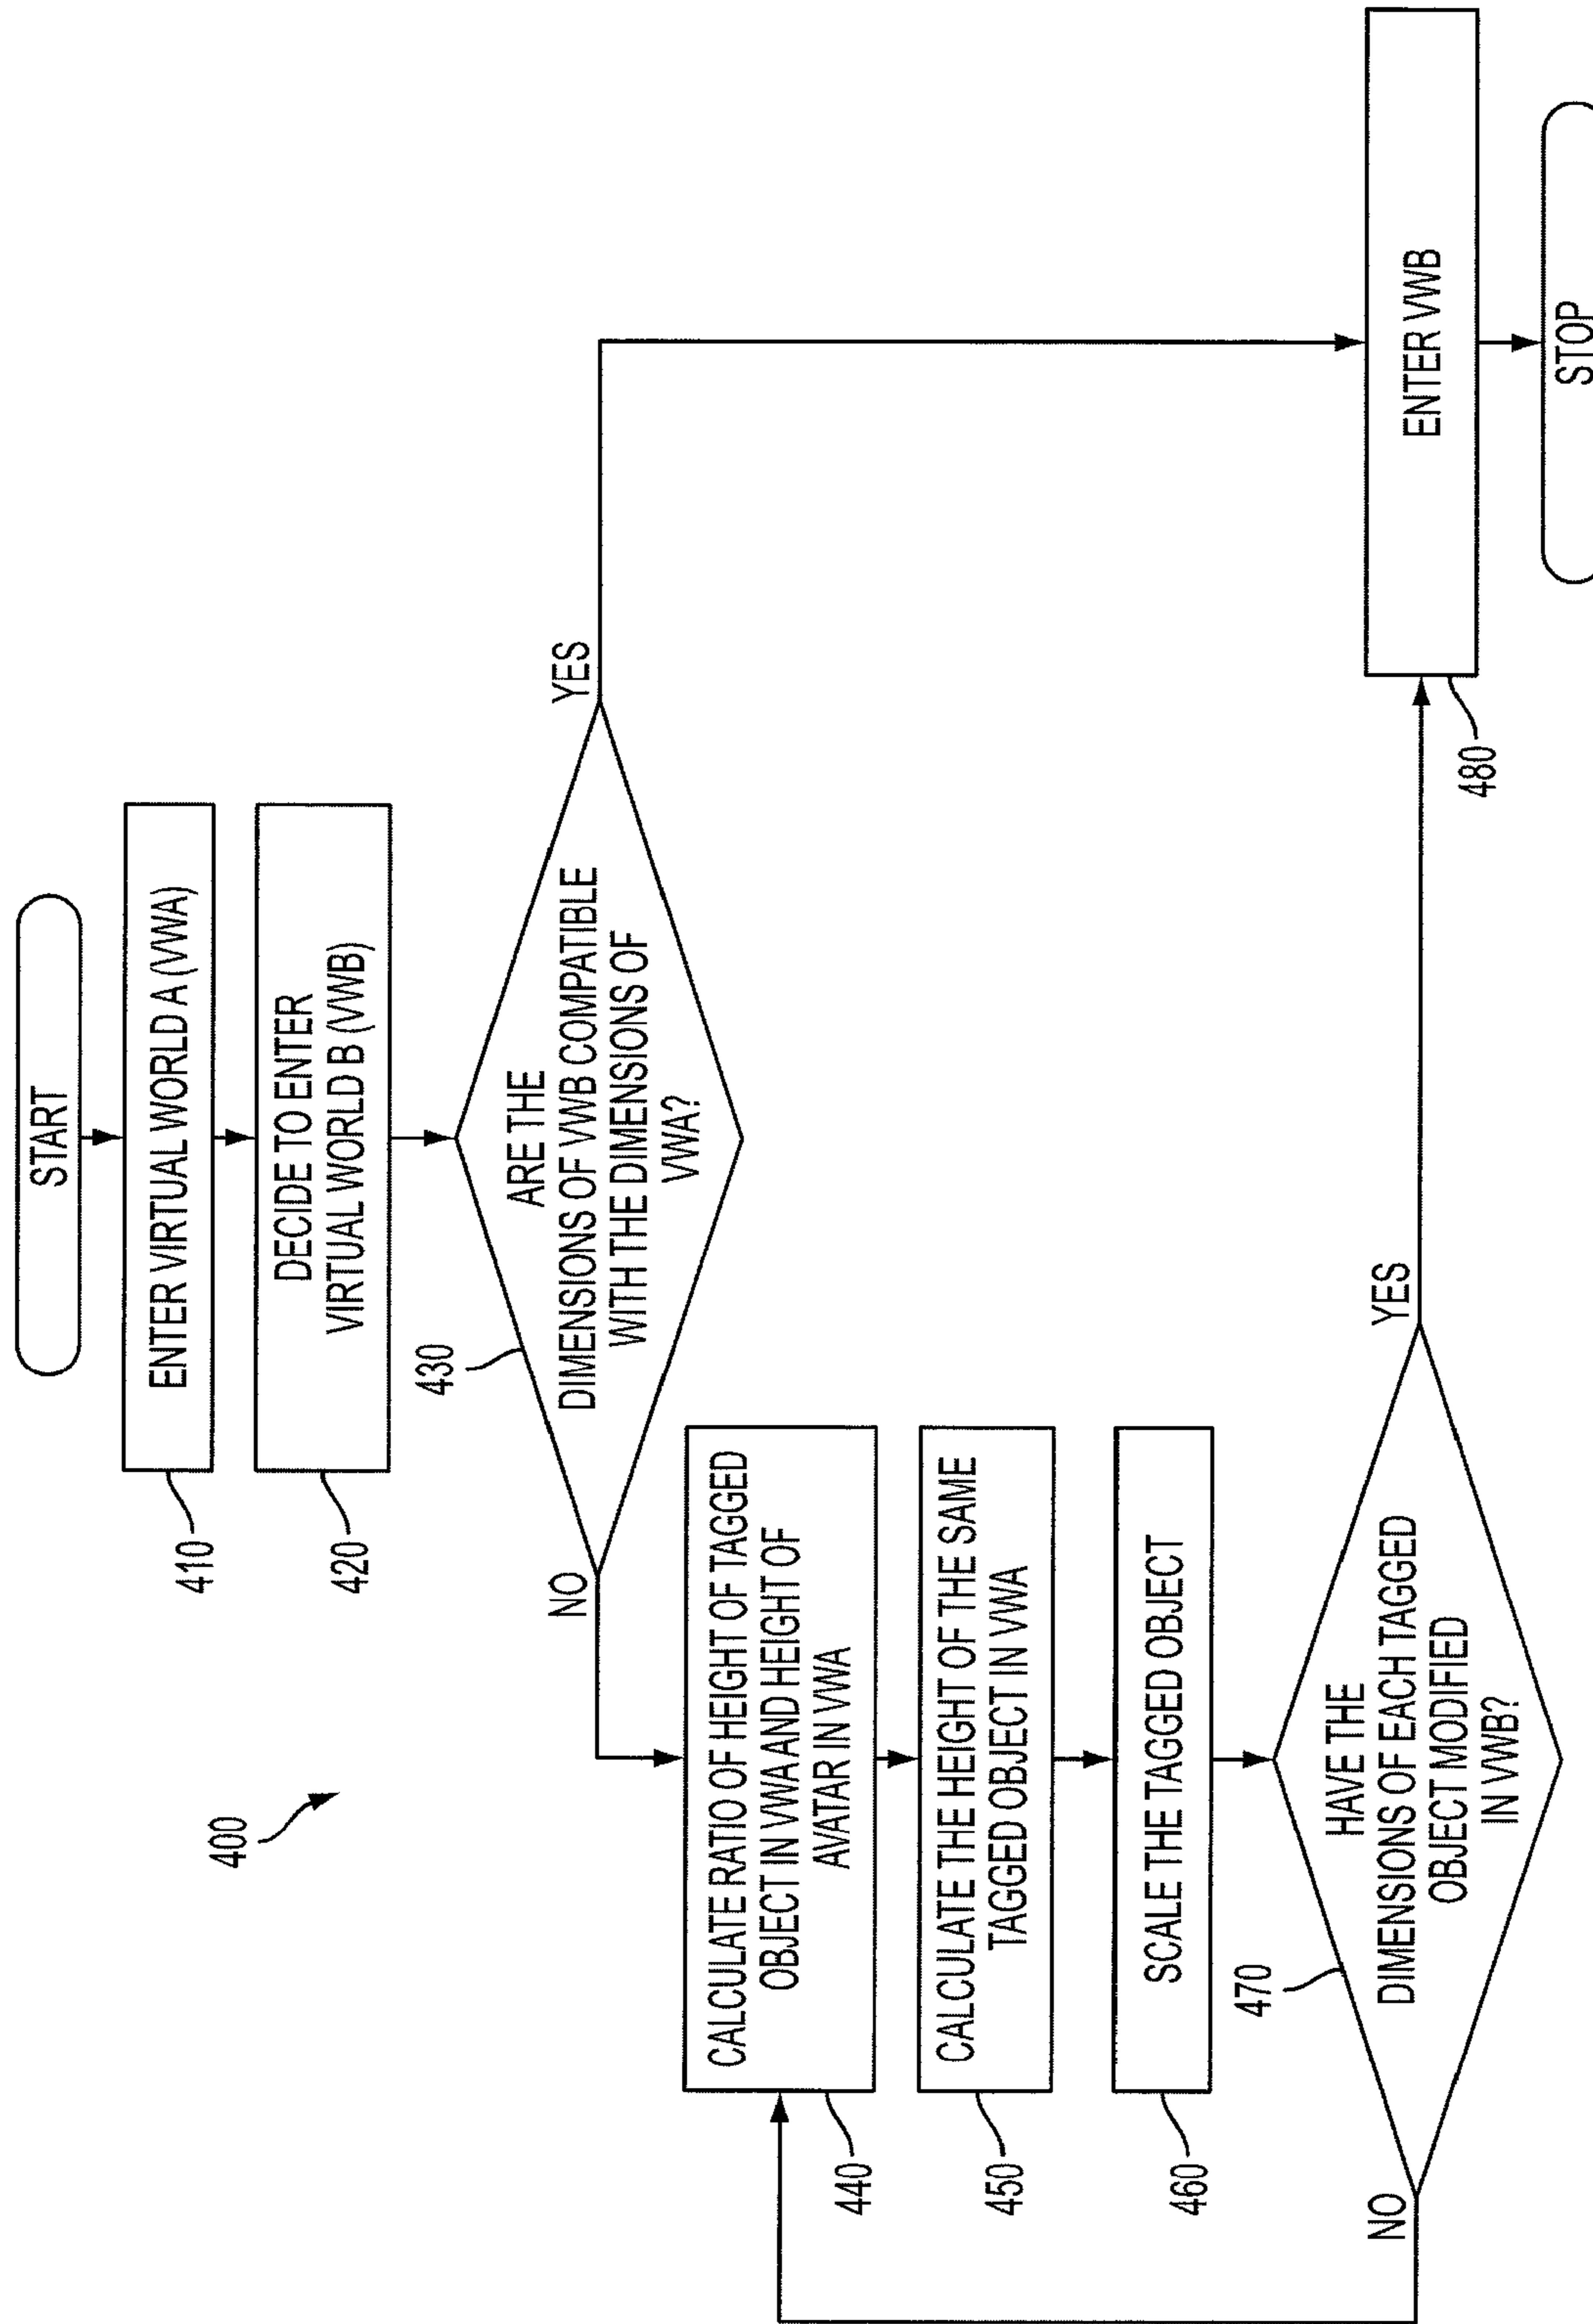 400
START
ENTER VIRTUAL WORLD A (VWA)
410
DECIDE TO ENTER
VIRTUAL WORLD B (VWB)
420
ARE THE
DIMENSIONS OF VWB COMPATIBLE
WITH THE DIMENSIONS OF
VWA?
430
NO
YES
CALCULATE RATIO OF HEIGHT OF TAGGED
OBJECT IN VWA AND HEIGHT OF
AVATAR IN VWA
440
CALCULATE THE HEIGHT OF THE SAME
TAGGED OBJECT IN VWA
450
SCALE THE TAGGED OBJECT
460
HAVE THE
DIMENSIONS OF EACH TAGGED
OBJECT MODIFIED
IN VWB?
470
NO
YES
ENTER VWB
480
STOP